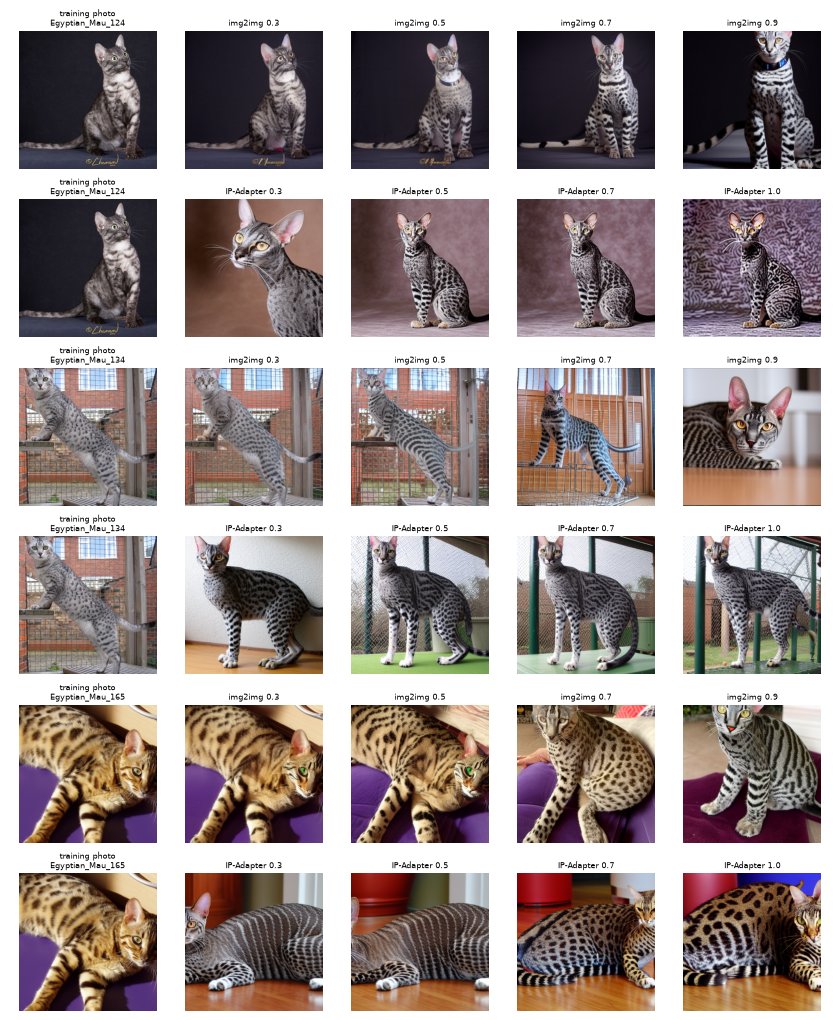 training photo
Egyptian_Mau_124
img2img 0.3
img2img 0.5
img2img 0.7
img2img 0.9
training photo
Egyptian_Mau_124
IP-Adapter 0.3
IP-Adapter 0.5
IP-Adapter 0.7
IP-Adapter 1.0
training photo
Egyptian_Mau_134
img2img 0.3
img2img 0.5
img2img 0.7
img2img 0.9
training photo
Egyptian_Mau_134
IP-Adapter 0.3
IP-Adapter 0.5
IP-Adapter 0.7
IP-Adapter 1.0
training photo
Egyptian_Mau_165
img2img 0.3
img2img 0.5
img2img 0.7
img2img 0.9
training photo
Egyptian_Mau_165
IP-Adapter 0.3
IP-Adapter 0.5
IP-Adapter 0.7
IP-Adapter 1.0